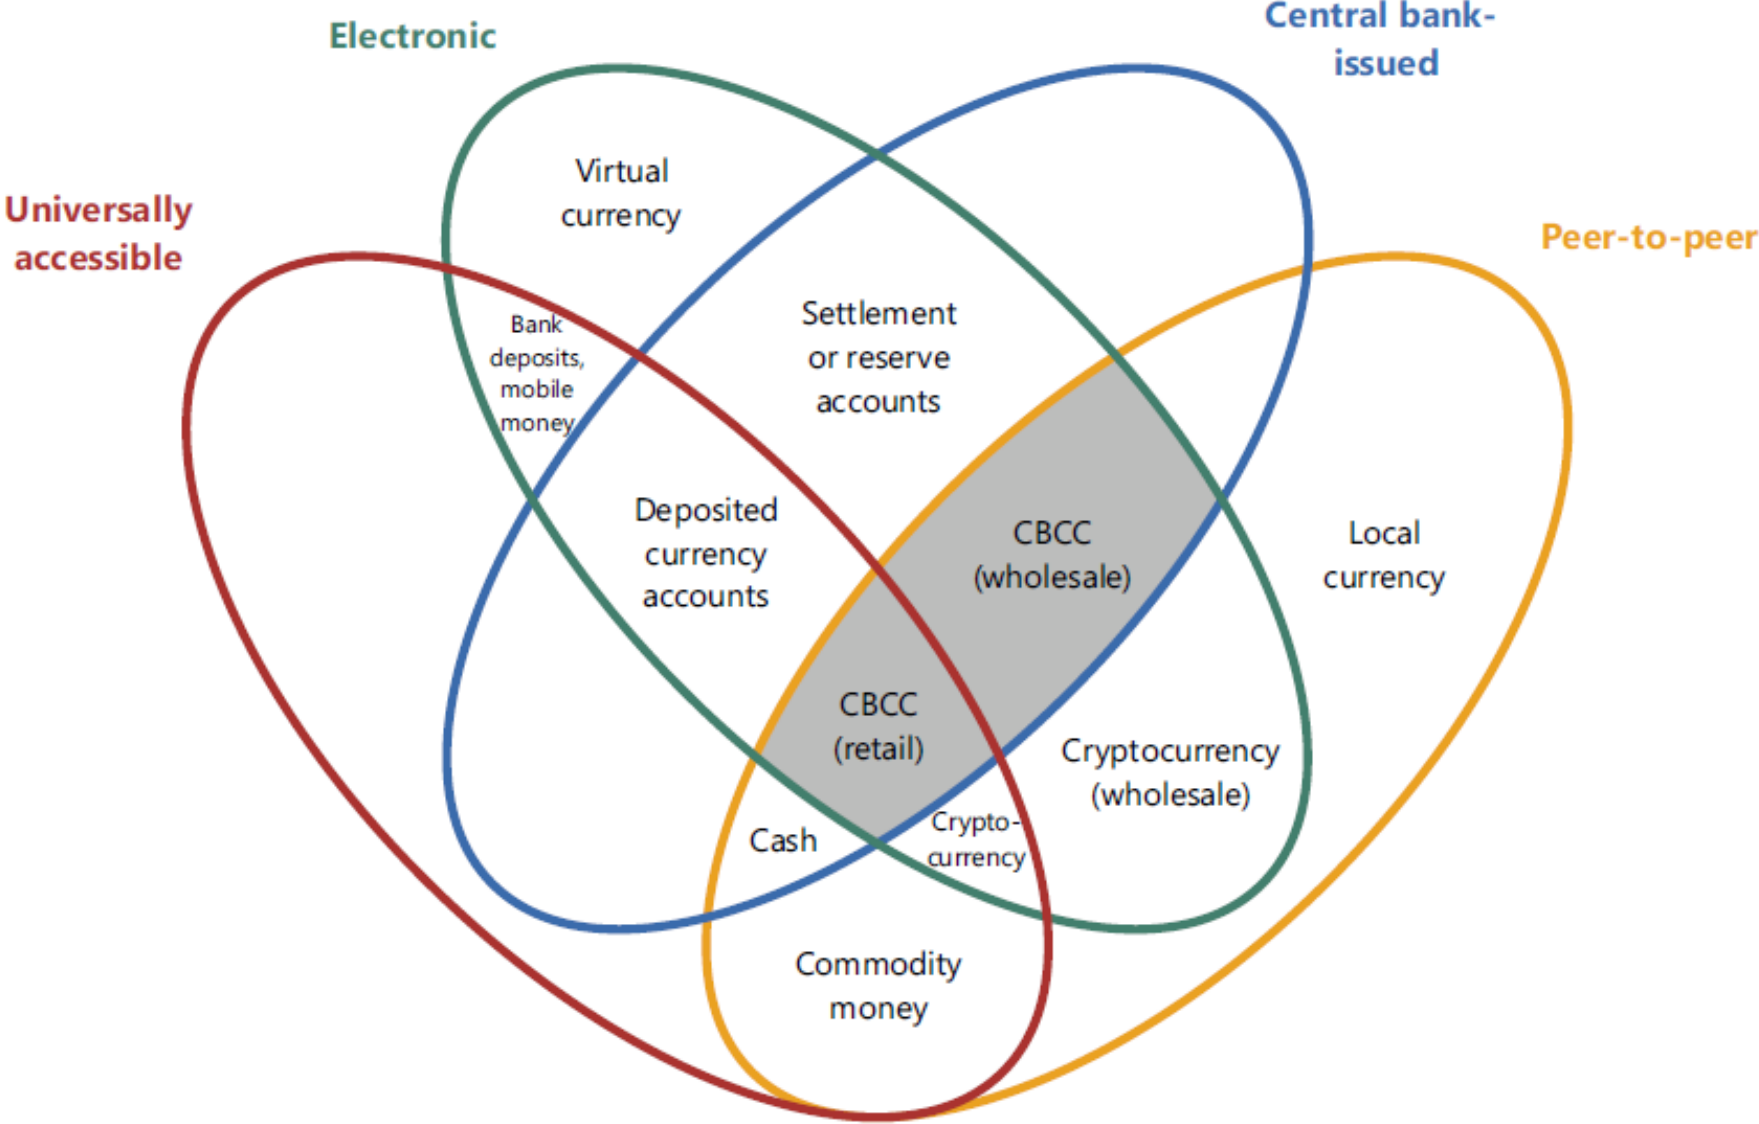 Electronic
Central bank-
issued
Universally
accessible
Peer-to-peer
Virtual
currency
Bank
deposits,
mobile
money
Settlement
or reserve
accounts
Deposited
currency
accounts
CBCC
(wholesale)
Local
currency
CBCC
(retail)
Cryptocurrency
(wholesale)
Cash
Crypto-
currency
Commodity
money